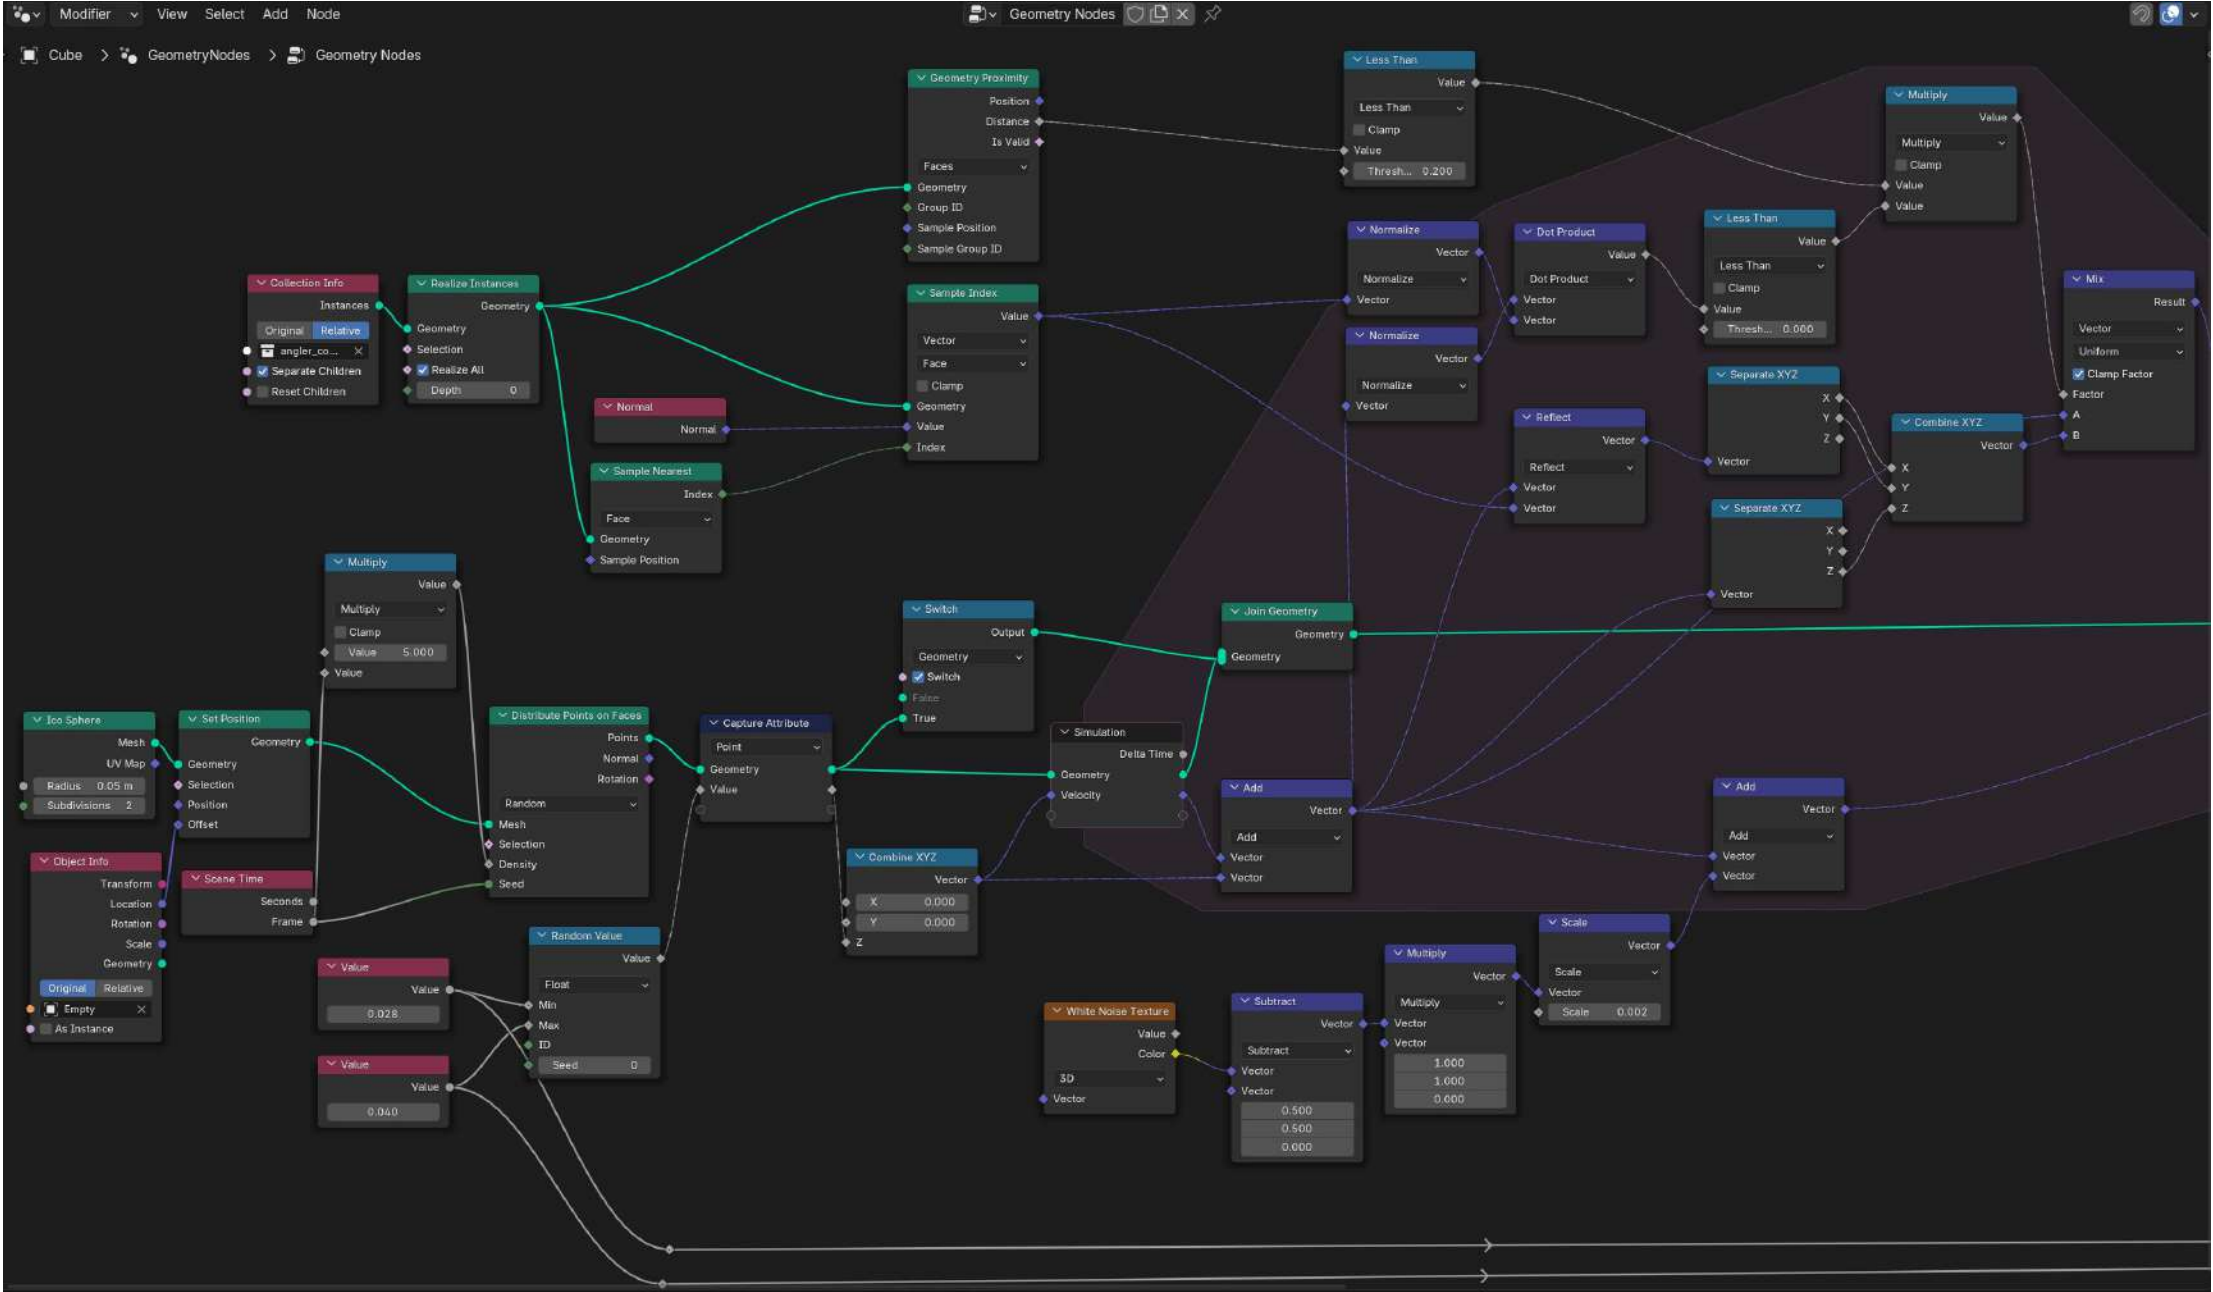 Modifier View Select Add Node
Geometry Nodes
Cube > GeometryNodes > Geometry Nodes
Geometry Proximity
Position
Distance
Is Valid
Faces
Geometry
Group ID
Sample Position
Sample Group ID
Less Than
Value
Less Than
Clamp
Value
Thresh... 0.200
Multiply
Value
Multiply
Clamp
Value
Value
Collection Info
Instances
Original Relative
angler_co...
Separate Children
Reset Children
Realize Instances
Geometry
Geometry
Selection
Realize All
Depth 0
Sample Index
Value
Vector
Face
Clamp
Geometry
Value
Index
Normal
Normal
Sample Nearest
Index
Face
Geometry
Sample Position
Normalize
Vector
Normalize
Vector
Normalize
Vector
Normalize
Vector
Dot Product
Value
Dot Product
Vector
Vector
Less Than
Value
Less Than
Clamp
Value
Thresh... 0.000
Mix
Result
Vector
Uniform
Clamp Factor
Factor
A
B
Separate XYZ
X
Y
Z
Vector
Reflect
Vector
Reflect
Vector
Vector
Combine XYZ
Vector
X
Y
Z
Separate XYZ
X
Y
Z
Vector
Multiply
Value
Multiply
Clamp
Value 5.000
Value
Switch
Output
Geometry
Switch
False
True
Join Geometry
Geometry
Geometry
Ico Sphere
Mesh
UV Map
Radius 0.05 m
Subdivisions 2
Set Position
Geometry
Geometry
Selection
Position
Offset
Distribute Points on Faces
Points
Normal
Rotation
Random
Mesh
Selection
Density
Seed
Capture Attribute
Point
Geometry
Value
Simulation
Delta Time
Geometry
Velocity
Add
Vector
Add
Vector
Vector
Add
Vector
Add
Vector
Vector
Object Info
Transform
Location
Rotation
Scale
Geometry
Original Relative
Empty
As Instance
Scene Time
Seconds
Frame
Combine XYZ
Vector
X 0.000
Y 0.000
Z
Random Value
Value
Float
Min
Max
ID
Seed 0
Value
Value
0.028
Value
Value
0.040
White Noise Texture
Value
Color
3D
Vector
Subtract
Vector
Subtract
Vector
Vector
0.500
0.500
0.000
Multiply
Vector
Multiply
Vector
Vector
1.000
1.000
0.000
Scale
Vector
Scale
Vector
Scale 0.002